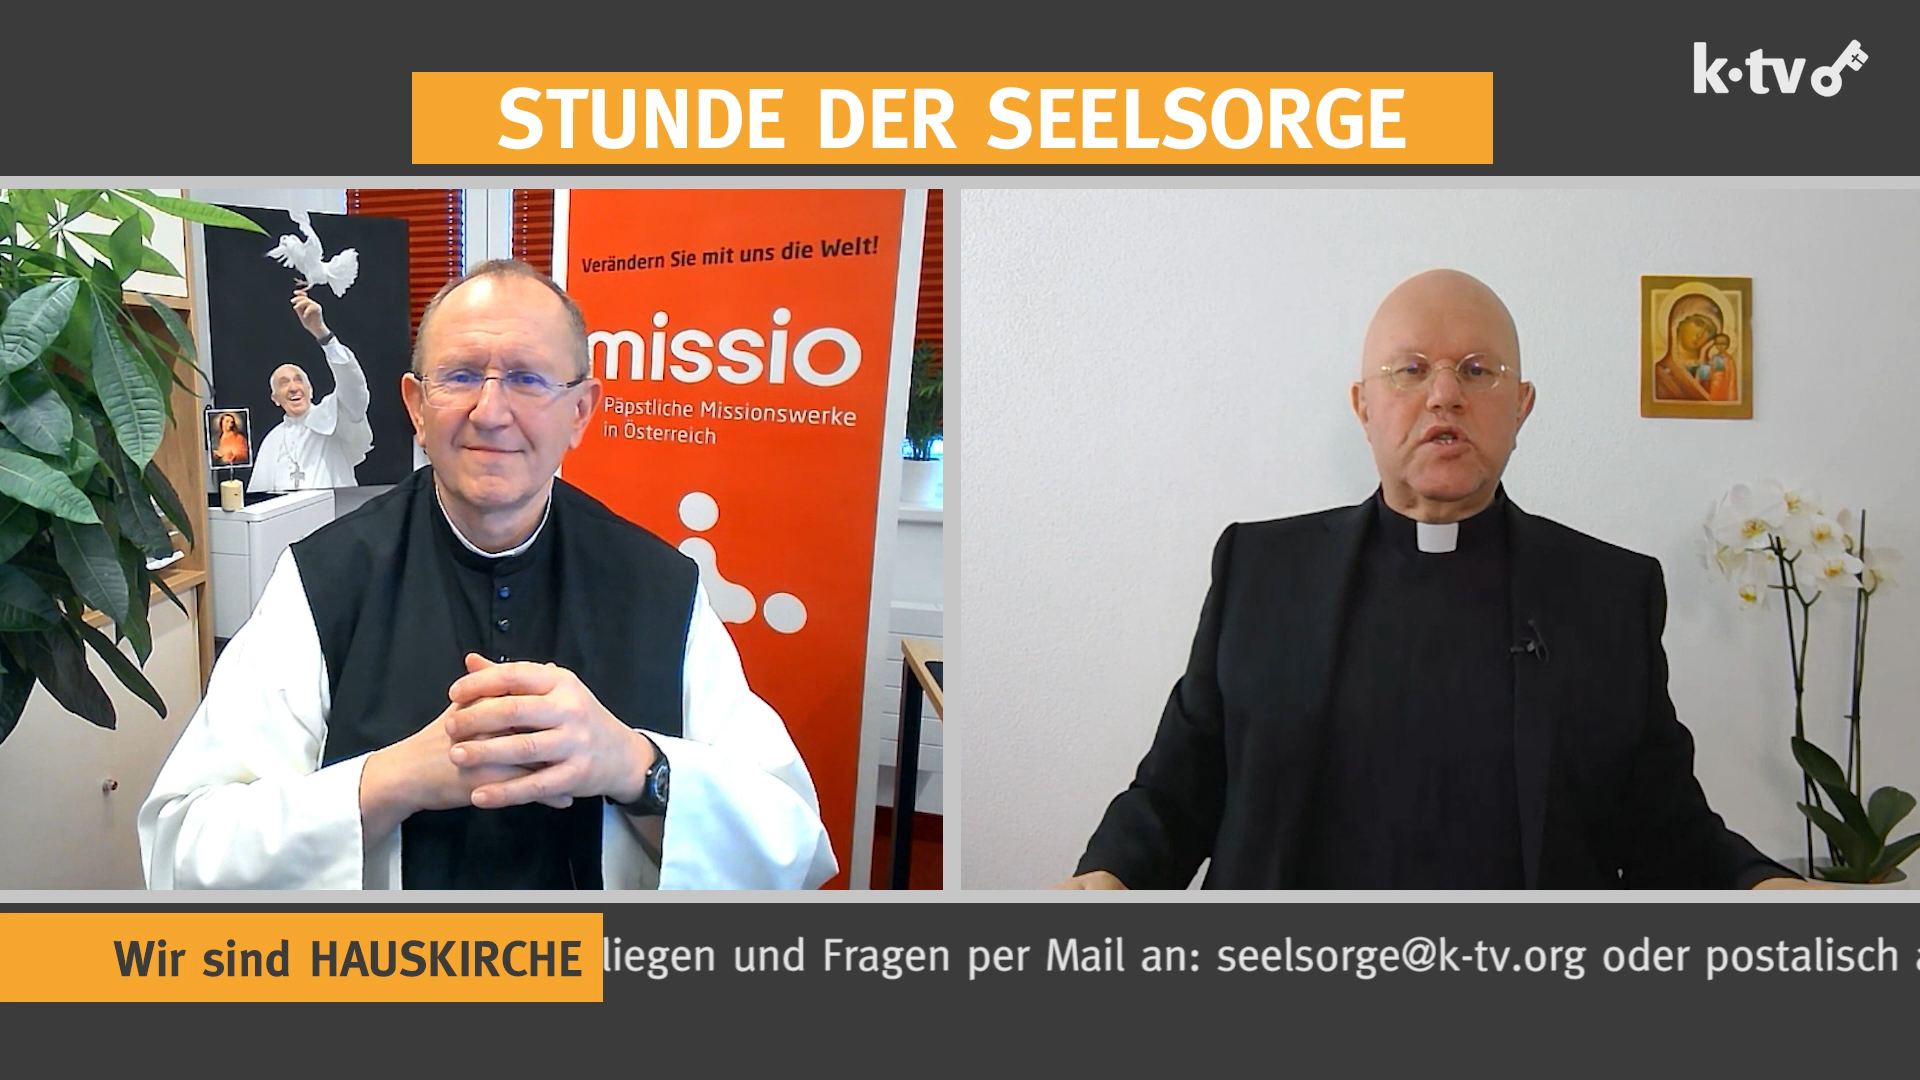 k·tv
STUNDE DER SEELSORGE
Verändern Sie mit uns die Welt!
missio
Päpstliche Missionswerke
in Österreich
Wir sind HAUSKIRCHE
liegen und Fragen per Mail an: seelsorge@k-tv.org oder postalisch